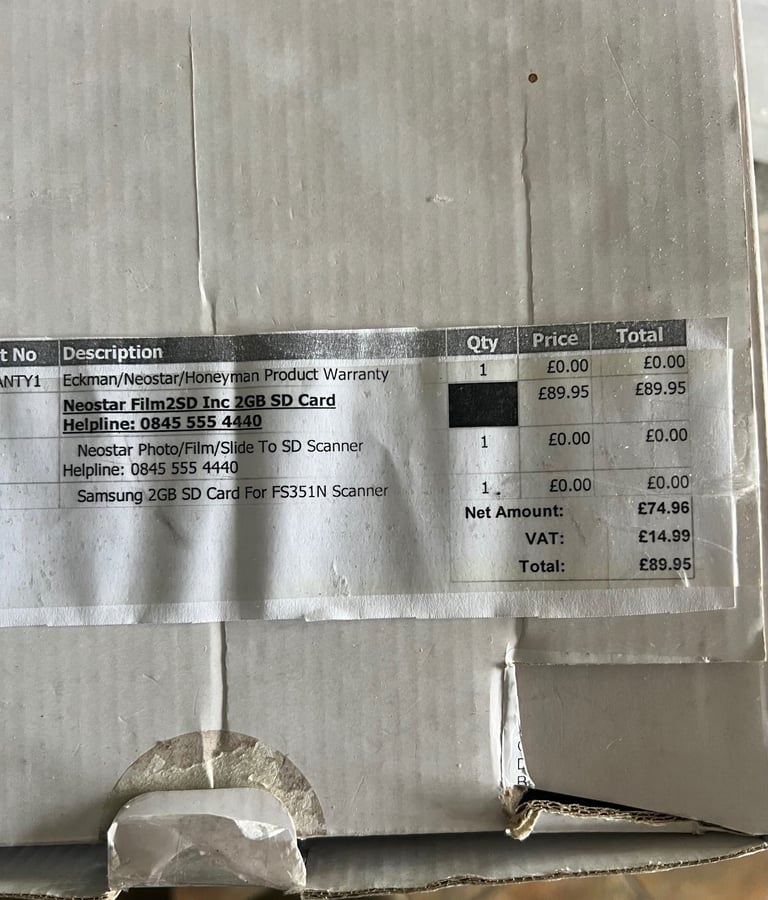 t No Description Qty Price Total
ANTY1 Eckman/Neostar/Honeyman Product Warranty 1 £0.00 £0.00
Neostar Film2SD Inc 2GB SD Card £89.95 £89.95
Helpline: 0845 555 4440
Neostar Photo/Film/Slide To SD Scanner 1 £0.00 £0.00
Helpline: 0845 555 4440
Samsung 2GB SD Card For FS351N Scanner 1 £0.00 £0.00
Net Amount: £74.96
VAT: £14.99
Total: £89.95